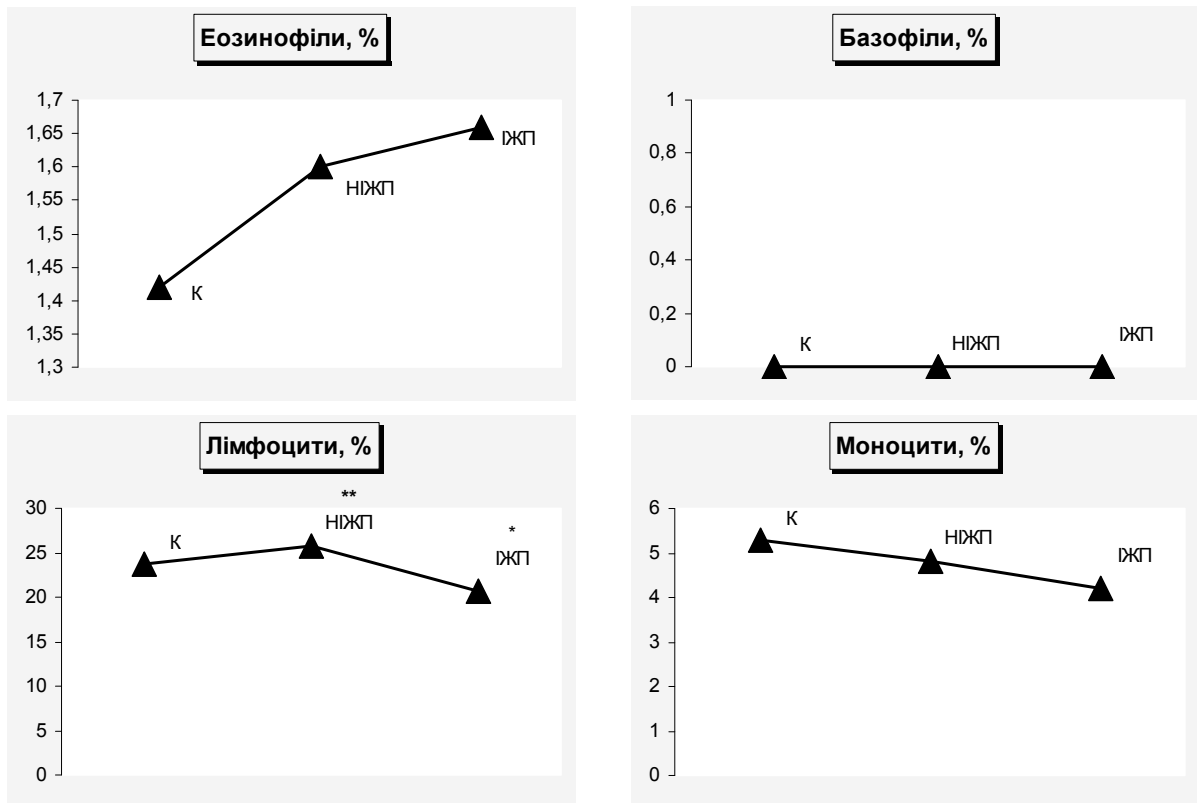 Еозинофіли, %
1,7
1,65
1,6
1,55
1,5
1,45
1,4
1,35
1,3
К
НІЖП
ІЖП
Базофіли, %
1
0,8
0,6
0,4
0,2
0
К
НІЖП
ІЖП
Лімфоцити, %
30
25
20
15
10
5
0
К
**
НІЖП
*
ІЖП
Моноцити, %
6
5
4
3
2
1
0
К
НІЖП
ІЖП